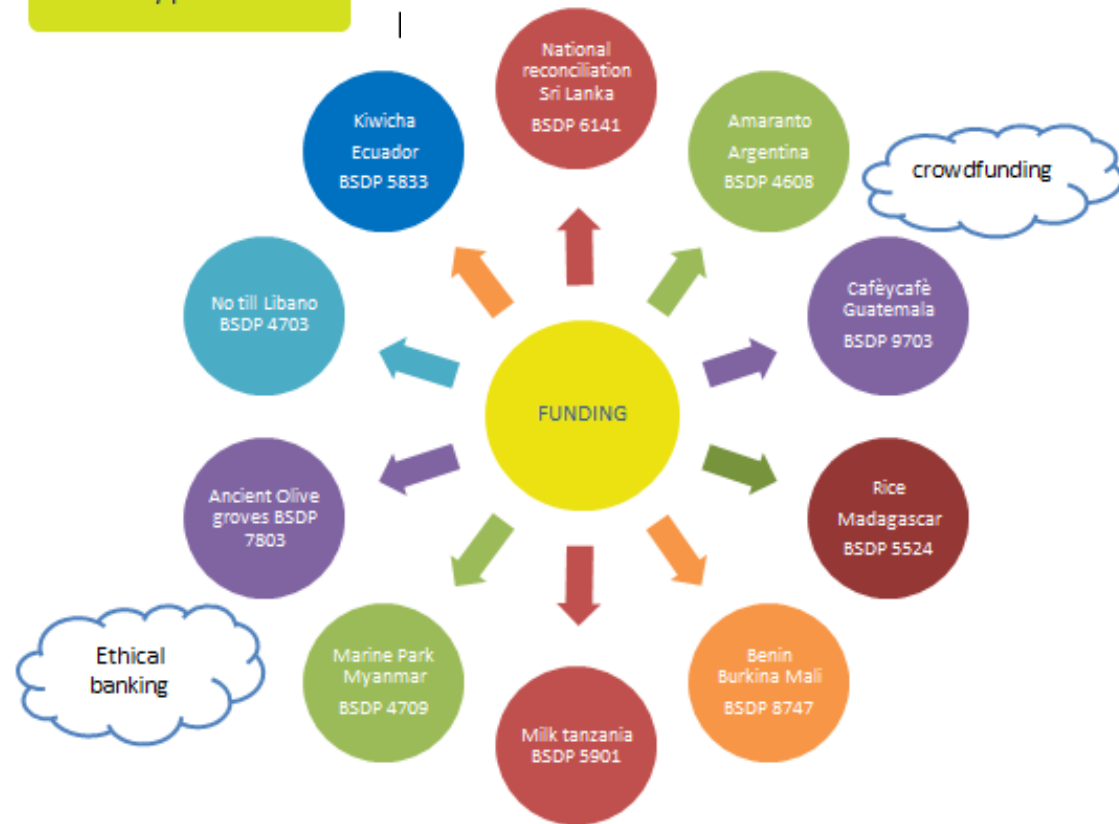 National
reconciliation
Sri Lanka
BSDP 6141
Amaranto
Argentina
BSDP 4608
crowdfunding
Cafèycafè
Guatemala
BSDP 9703
Rice
Madagascar
BSDP 5524
Benin
Burkina Mali
BSDP 8747
Milk tanzania
BSDP 5901
Marine Park
Myanmar
BSDP 4709
Ethical
banking
Ancient Olive
groves BSDP
7803
No till Libano
BSDP 4703
Kiwicha
Ecuador
BSDP 5833
FUNDING